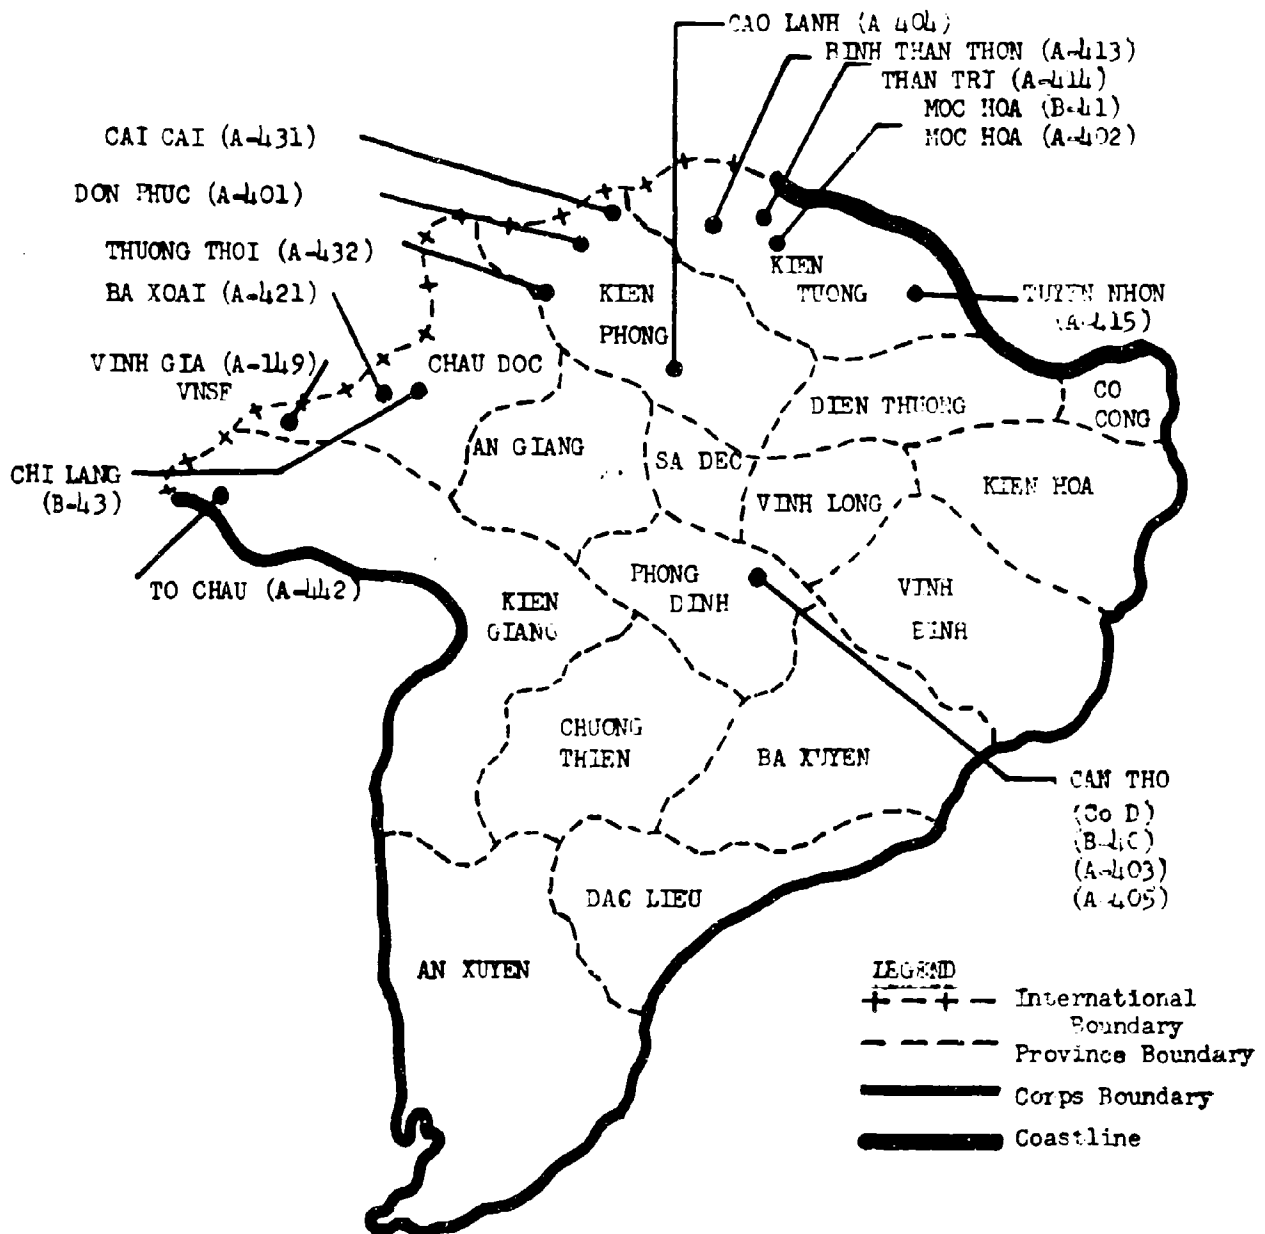 CAO LANH (A 404)
BINH THAN THON (A-413)
THAN TRI (A-414)
MOC HOA (B-41)
MOC HOA (A-402)
CAI CAI (A-431)
DON PHUC (A-401)
THUONG THOI (A-432)
BA XOAI (A-421)
VINH GIA (A-149)
VNSF
CHI LANG
(B-43)
TO CHAU (A-442)
KIEN
TUONG
TUYEN NHON
(A-415)
KIEN
PHONG
CHAU DOC
DIEN THUONG
CO
CONG
AN GIANG
SA DEC
VINH LONG
KIEN HOA
PHONG
DINH
KIEN
GIANG
VINH
BINH
CHUONG
THIEN
BA XUYEN
CAN THO
(Co D)
(B-40)
(A-403)
(A-405)
DAC LIEU
AN XUYEN
LEGEND
International
Boundary
Province Boundary
Corps Boundary
Coastline